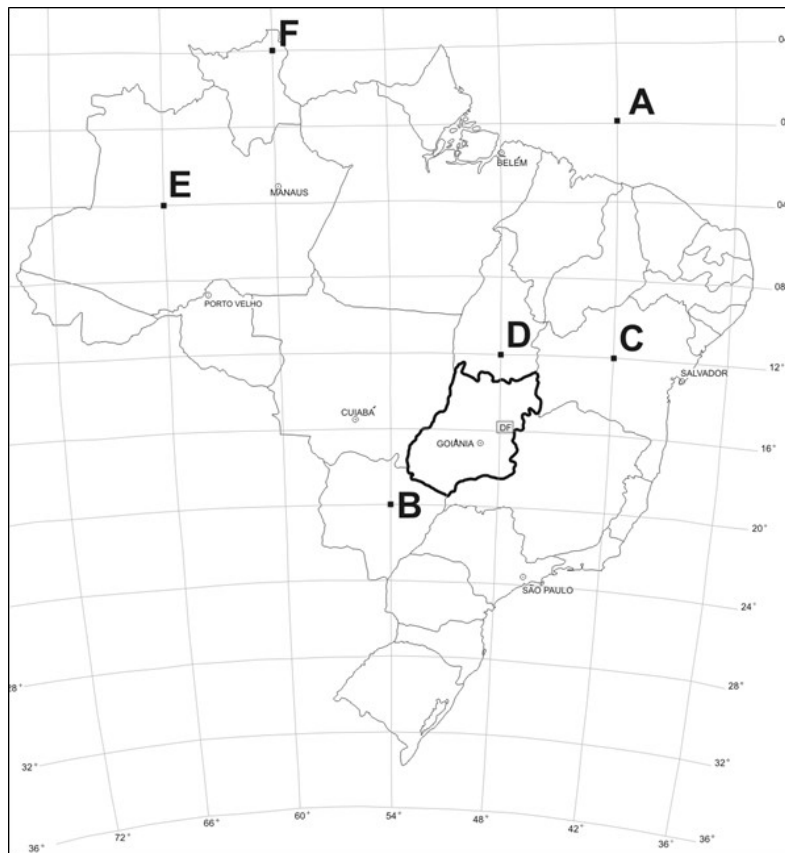 F
04
A
0
BELÉM
E
MANAUS
04
08
PORTO VELHO
D
C
12°
SALVADOR
CUIABÁ
DF
GOIÂNIA
16°
B
20°
SÃO PAULO
24°
28°
28°
32°
32°
36°
72°
66°
60°
54°
48°
42°
36°
36°